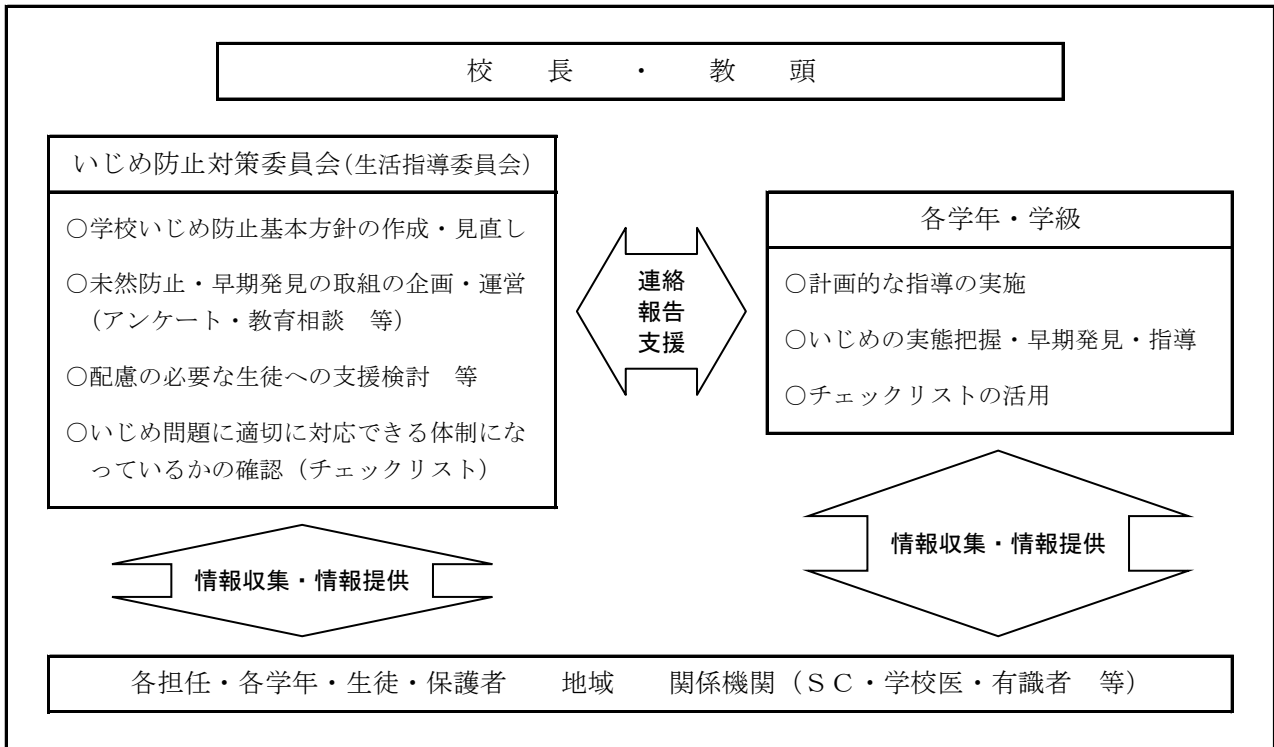 校　長　・　教　頭
いじめ防止対策委員会（生活指導委員会）
○学校いじめ防止基本方針の作成・見直し
○未然防止・早期発見の取組の企画・運営
（アンケート・教育相談　等）
○配慮の必要な生徒への支援検討　等
○いじめ問題に適切に対応できる体制にな
っているかの確認（チェックリスト）
連絡
報告
支援
各学年・学級
○計画的な指導の実施
○いじめの実態把握・早期発見・指導
○チェックリストの活用
情報収集・情報提供
情報収集・情報提供
各担任・各学年・生徒・保護者　地域　関係機関（ＳＣ・学校医・有識者　等）